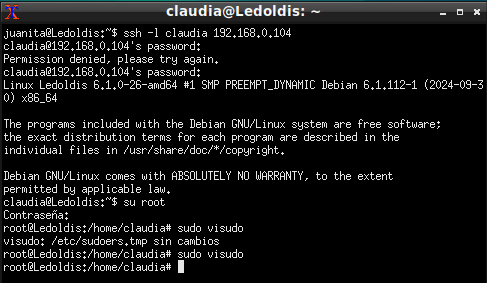 claudia@Ledoldis: ~
juanita@Ledoldis:~$ ssh -l claudia 192.168.0.104
claudia@192.168.0.104's password:
Permission denied, please try again.
claudia@192.168.0.104's password:
Linux Ledoldis 6.1.0-26-amd64 #1 SMP PREEMPT_DYNAMIC Debian 6.1.112-1 (2024-09-3
0) x86_64
The programs included with the Debian GNU/Linux system are free software;
the exact distribution terms for each program are described in the
individual files in /usr/share/doc/*/copyright.
Debian GNU/Linux comes with ABSOLUTELY NO WARRANTY, to the extent
permitted by applicable law.
claudia@Ledoldis:~$ su root
Contraseña:
root@Ledoldis:/home/claudia# sudo visudo
visudo: /etc/sudoers.tmp sin cambios
root@Ledoldis:/home/claudia# sudo visudo
root@Ledoldis:/home/claudia#